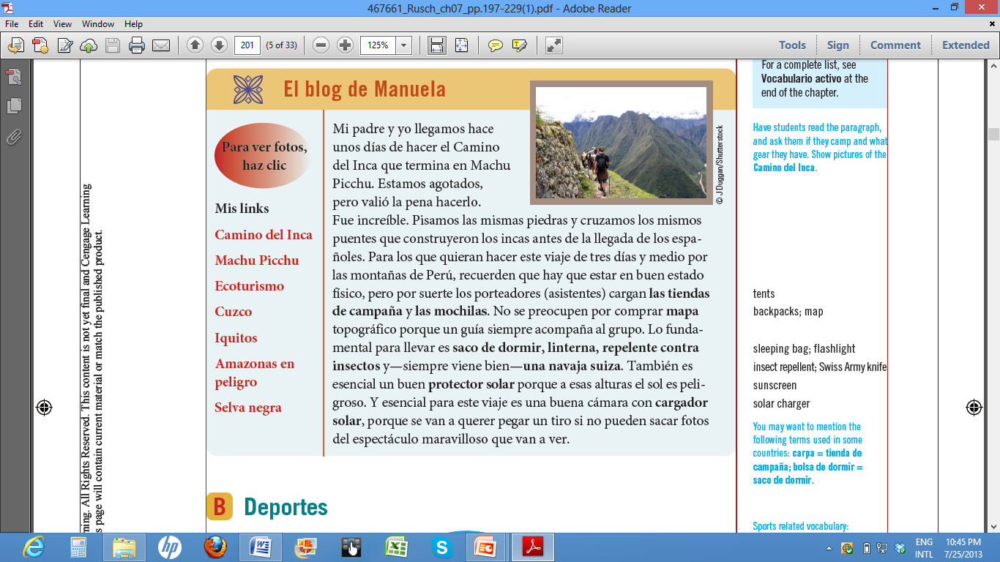 467661_Rusch_ch07_pp.197-229(1).pdf - Adobe Reader
File Edit View Window Help
201 (5 of 33) 125% Tools Sign Comment Extended
El blog de Manuela
Para ver fotos,
haz clic
Mis links
Camino del Inca
Machu Picchu
Ecoturismo
Cuzco
Iquitos
Amazonas en
peligro
Selva negra
Mi padre y yo llegamos hace
unos días de hacer el Camino
del Inca que termina en Machu
Picchu. Estamos agotados,
pero valió la pena hacerlo.
Fue increíble. Pisamos las mismas piedras y cruzamos los mismos
puentes que construyeron los incas antes de la llegada de los espa-
ñoles. Para los que quieran hacer este viaje de tres días y medio por
las montañas de Perú, recuerden que hay que estar en buen estado
físico, pero por suerte los porteadores (asistentes) cargan las tiendas
de campaña y las mochilas. No se preocupen por comprar mapa
topográfico porque un guía siempre acompaña al grupo. Lo funda-
mental para llevar es saco de dormir, linterna, repelente contra
insectos y—siempre viene bien—una navaja suiza. También es
esencial un buen protector solar porque a esas alturas el sol es peli-
groso. Y esencial para este viaje es una buena cámara con cargador
solar, porque se van a querer pegar un tiro si no pueden sacar fotos
del espectáculo maravilloso que van a ver.
© J Duggan/Shutterstock
For a complete list, see
Vocabulario activo at the
end of the chapter.
Have students read the paragraph,
and ask them if they camp and what
gear they have. Show pictures of the
Camino del Inca.
tents
backpacks; map
sleeping bag; flashlight
insect repellent; Swiss Army knife
sunscreen
solar charger
You may want to mention the
following terms used in some
countries: carpa = tienda de
campaña; bolsa de dormir =
saco de dormir.
Sports related vocabulary:
B Deportes
ning. All Rights Reserved. This content is not yet final and Cengage Learning
s page will contain current material or match the published product.
hp
ENG
INTL
10:45 PM
7/25/2013